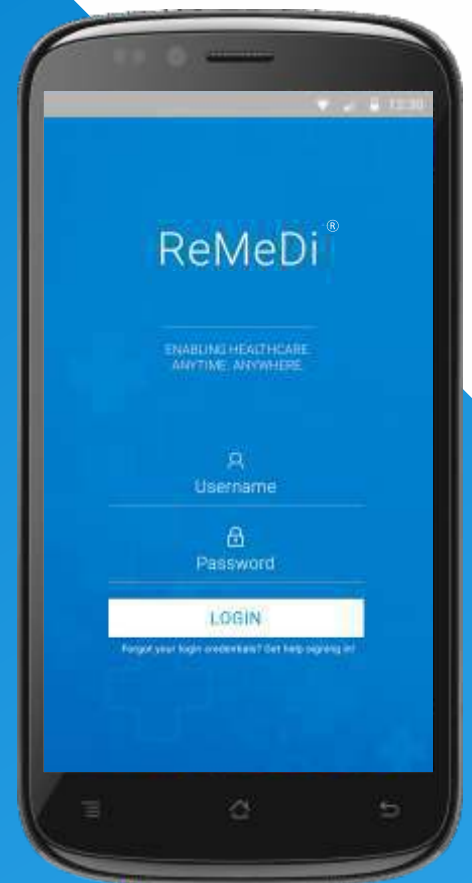 12:30
ReMeDi®
ENABLING HEALTHCARE.
ANYTIME. ANYWHERE.
Username
Password
LOGIN
Forgot your login credentials? Get help signing in!